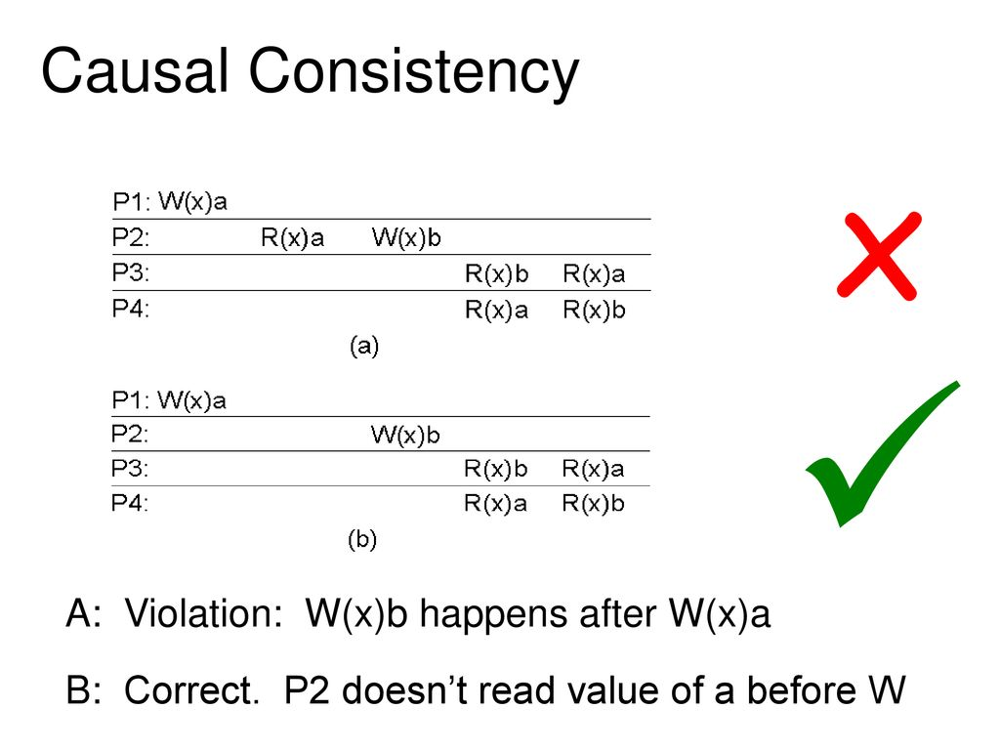 Causal Consistency
P1: W(x)a
P2: R(x)a W(x)b
P3: R(x)b R(x)a
P4: R(x)a R(x)b
(a)
P1: W(x)a
P2: W(x)b
P3: R(x)b R(x)a
P4: R(x)a R(x)b
(b)
A: Violation: W(x)b happens after W(x)a
B: Correct. P2 doesn’t read value of a before W